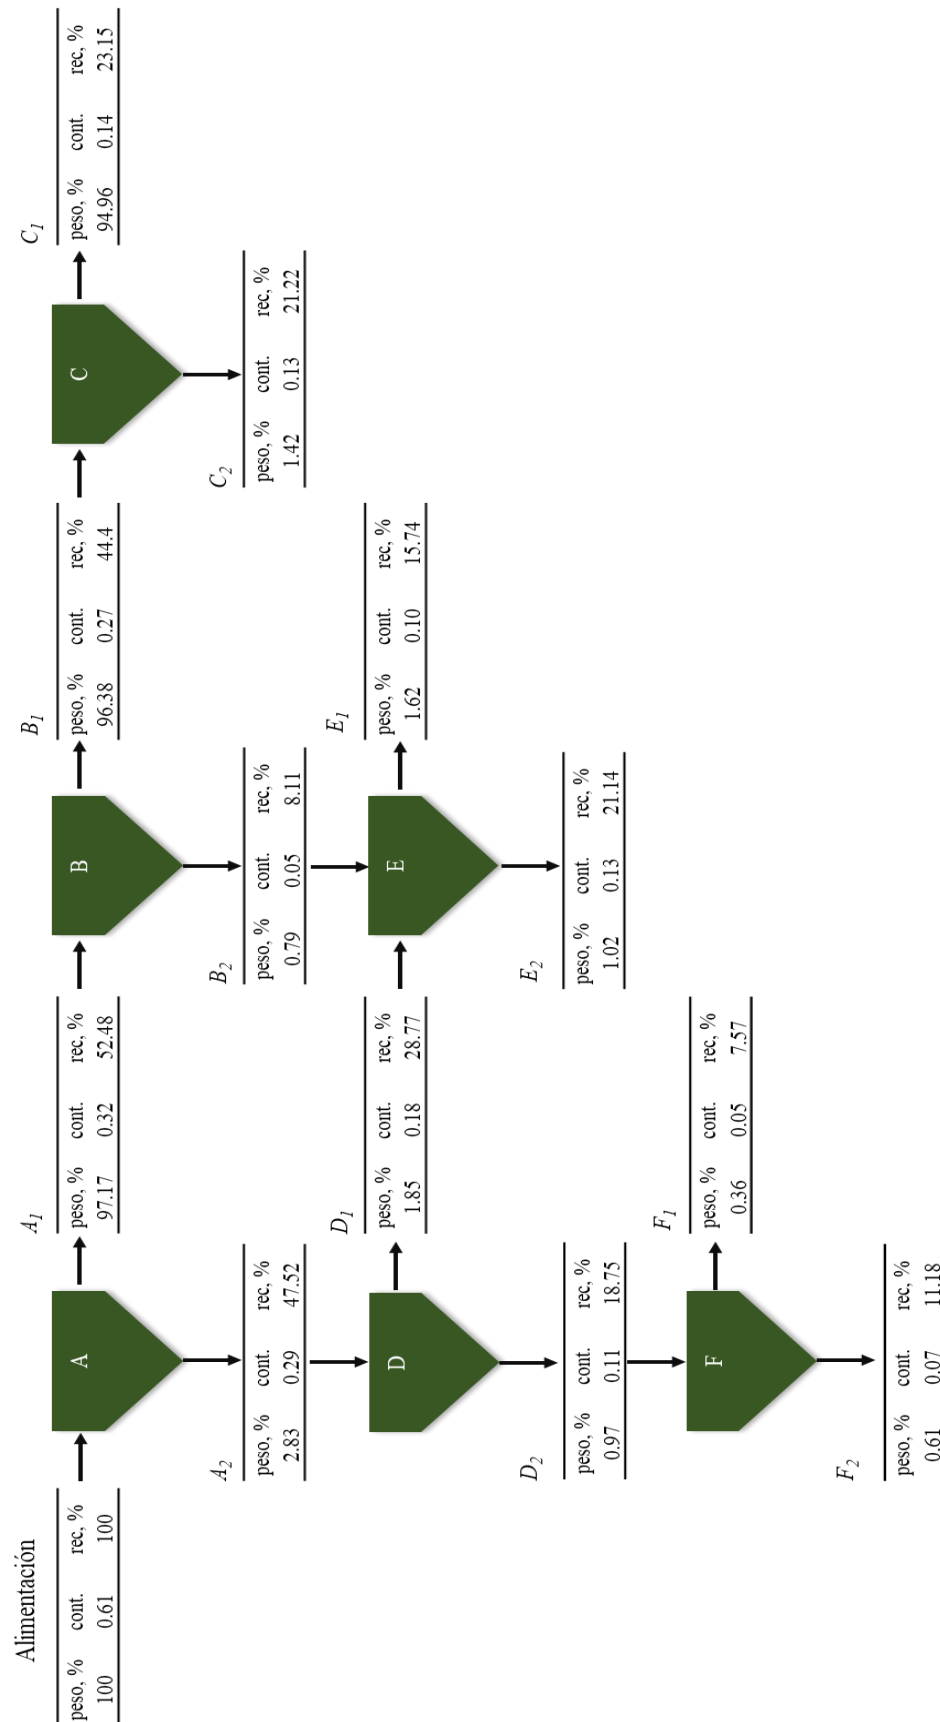 Alimentación
peso, % cont. rec, %
100 0.61 100
A
A1
peso, % cont. rec, %
97.17 0.32 52.48
B
B1
peso, % cont. rec, %
96.38 0.27 44.4
C
C1
peso, % cont. rec, %
94.96 0.14 23.15
A2
peso, % cont. rec, %
2.83 0.29 47.52
B2
peso, % cont. rec, %
0.79 0.05 8.11
C2
peso, % cont. rec, %
1.42 0.13 21.22
D
D1
peso, % cont. rec, %
1.85 0.18 28.77
E
E1
peso, % cont. rec, %
1.62 0.10 15.74
D2
peso, % cont. rec, %
0.97 0.11 18.75
E2
peso, % cont. rec, %
1.02 0.13 21.14
F
F1
peso, % cont. rec, %
0.36 0.05 7.57
F2
peso, % cont. rec, %
0.61 0.07 11.18